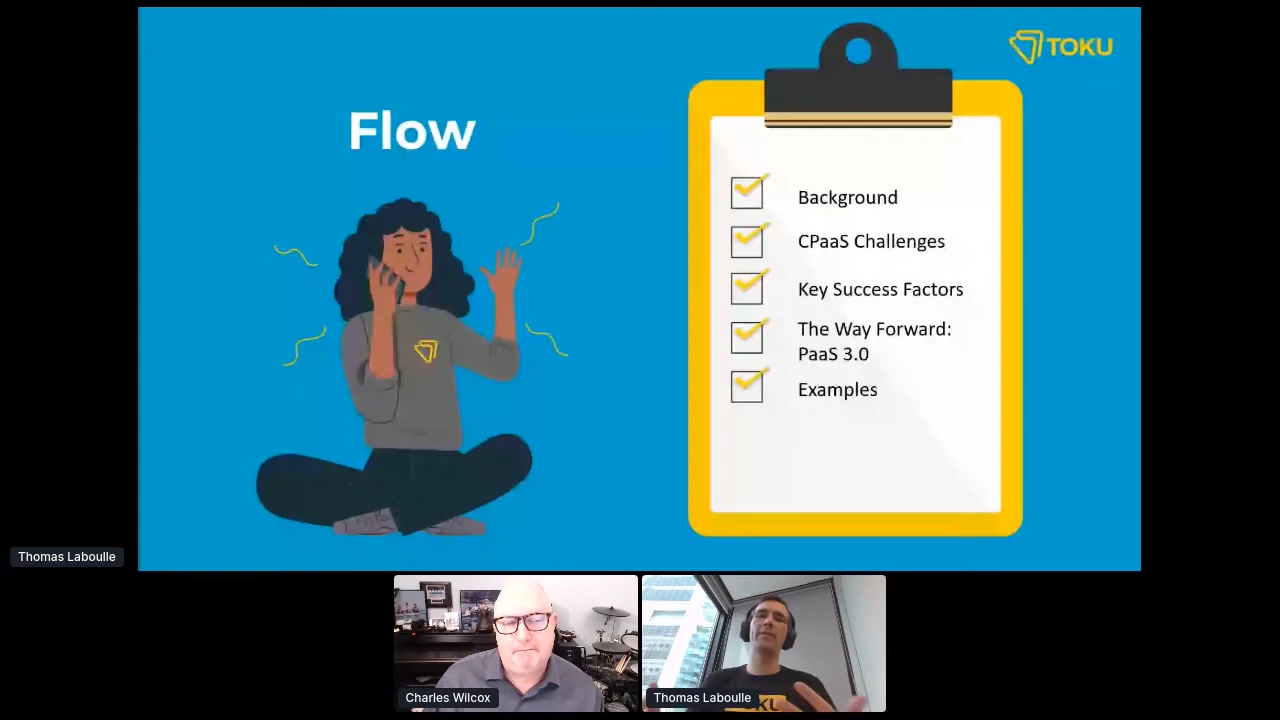 TOKU
Flow
Background
CPaaS Challenges
Key Success Factors
The Way Forward:
PaaS 3.0
Examples
Thomas Laboulle
Charles Wilcox
Thomas Laboulle